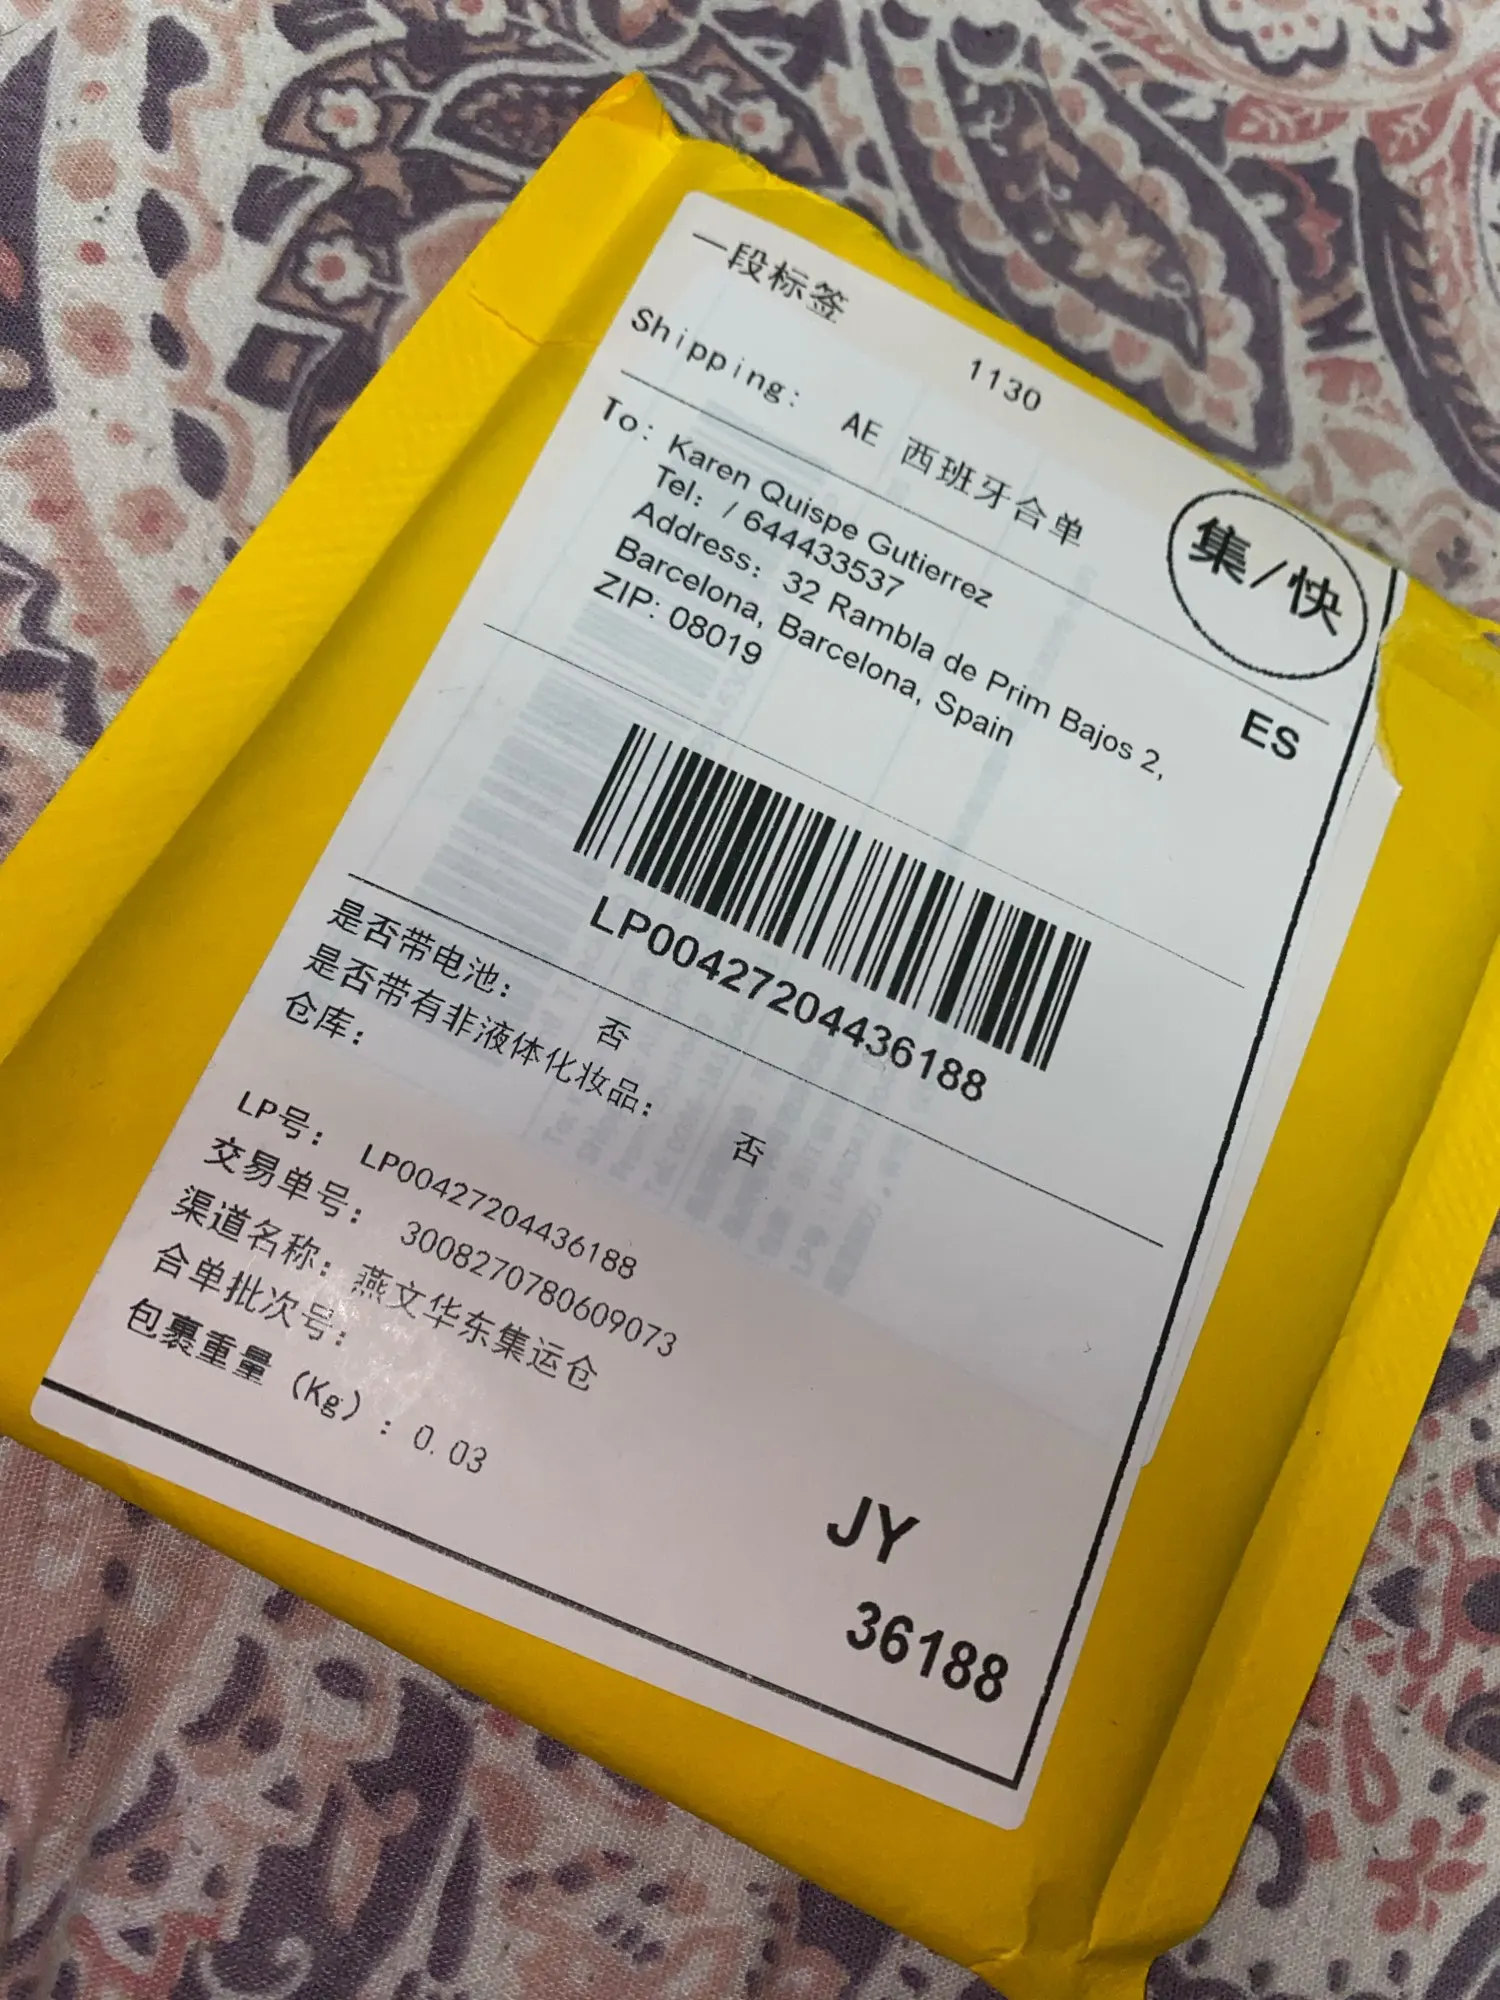 一段标签
1130
Shipping: AE 西班牙合单
集/快
To: Karen Quispe Gutierrez
Tel: / 644433537
Address: 32 Rambla de Prim Bajos 2,
Barcelona, Barcelona, Spain
ZIP: 08019
ES
LP00427204436188
是否带电池: 否
是否带有非液体化妆品: 否
仓库:
LP号: LP00427204436188
交易单号: 3008270780609073
渠道名称: 燕文华东集运仓
合单批次号:
包裹重量 (Kg) : 0.03
JY
36188